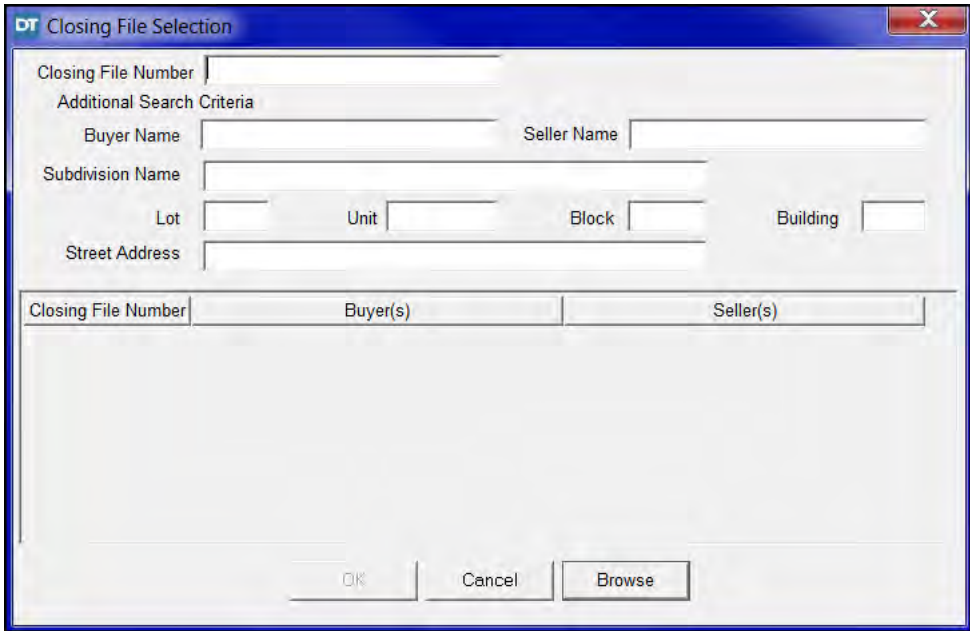 DT Closing File Selection X
Closing File Number
Additional Search Criteria
Buyer Name Seller Name
Subdivision Name
Lot Unit Block Building
Street Address
Closing File Number Buyer(s) Seller(s)
OK Cancel Browse